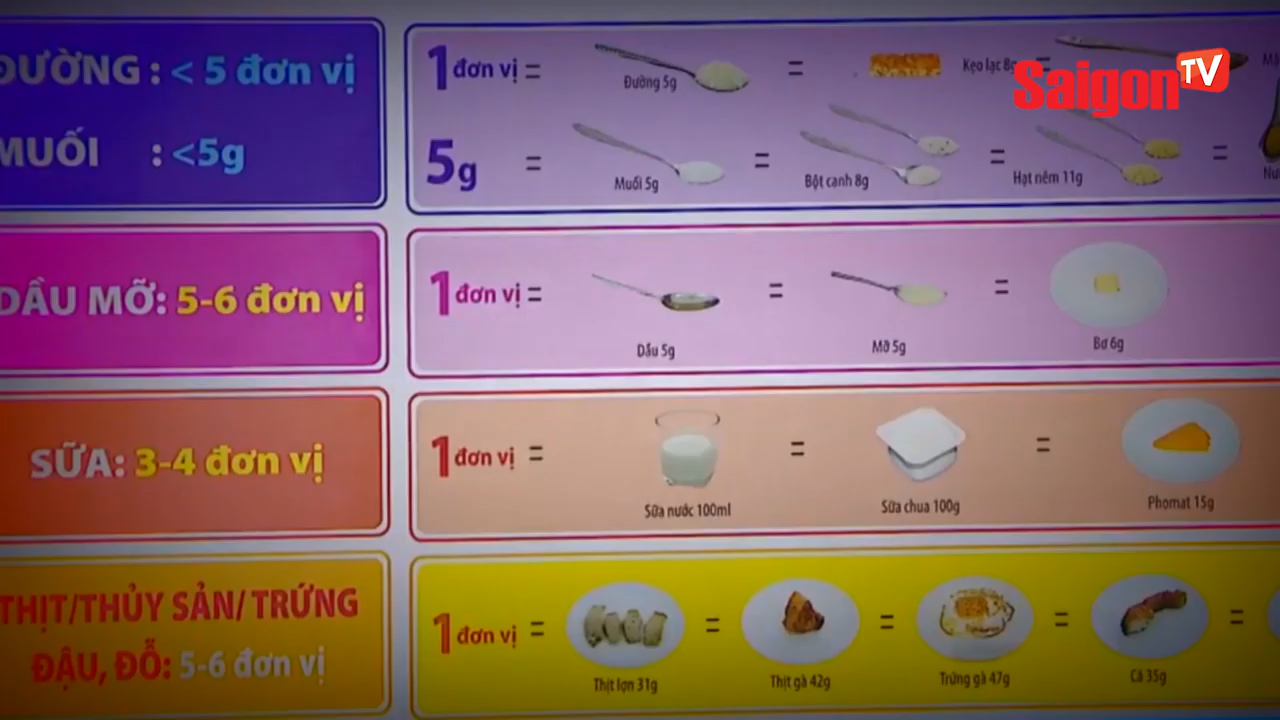 ĐƯỜNG : < 5 đơn vị
MUỐI : <5g
1 đơn vị = Đường 5g = Kẹo lạc 8g =
5g = Muối 5g = Bột canh 8g = Hạt nêm 11g =
SaigonTV
DẦU MỠ: 5-6 đơn vị
1 đơn vị = Dầu 5g = Mỡ 5g = Bơ 6g
SỮA: 3-4 đơn vị
1 đơn vị = Sữa nước 100ml = Sữa chua 100g = Phomat 15g
THỊT/THỦY SẢN/ TRỨNG
ĐẬU, ĐỖ: 5-6 đơn vị
1 đơn vị = Thịt lợn 31g = Thịt gà 42g = Trứng gà 47g = Cá 35g =